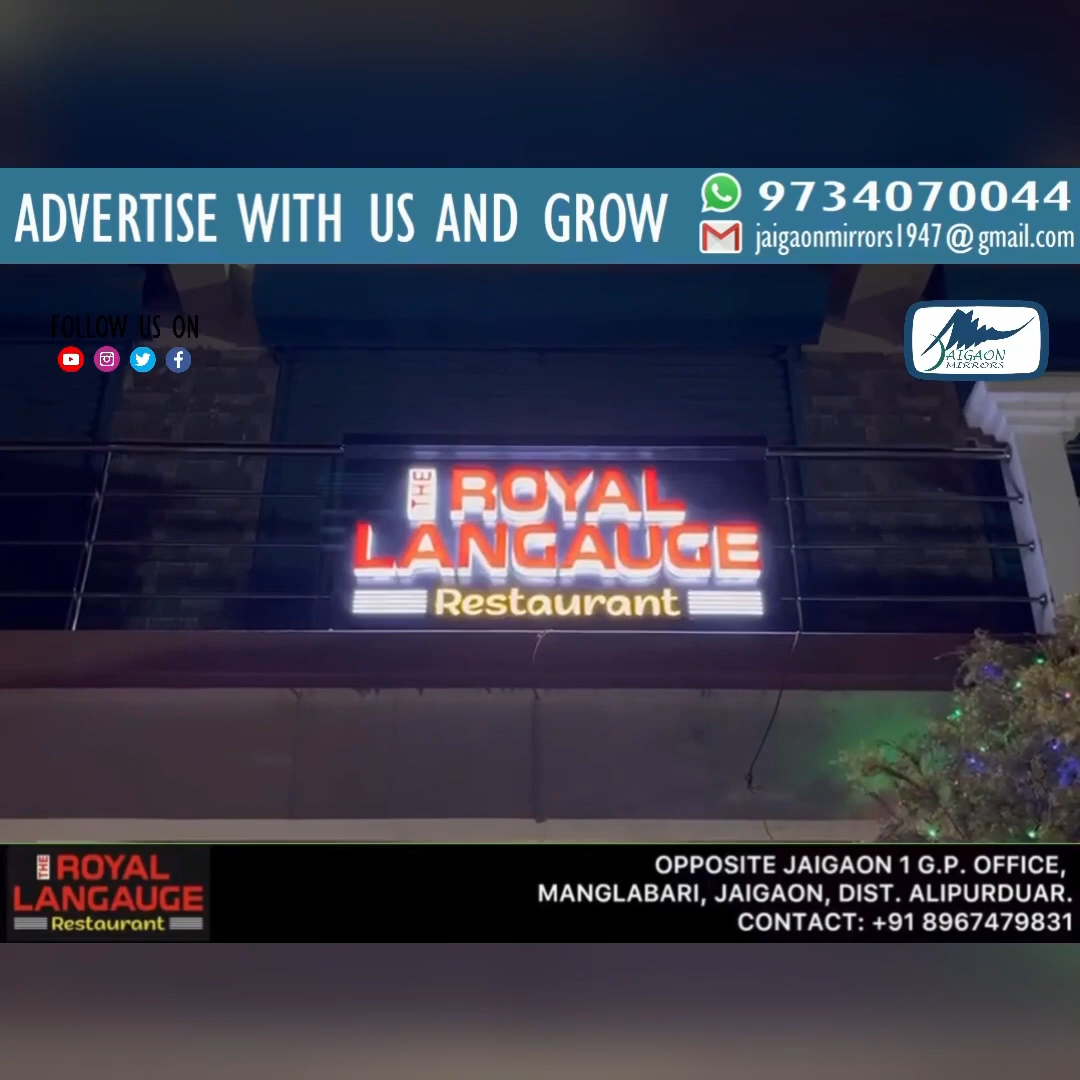 ADVERTISE WITH US AND GROW
9734070044
jaigaonmirrors1947@gmail.com
FOLLOW US ON
JAIGAON
MIRRORS
THE ROYAL
LANGAUGE
Restaurant
THE ROYAL
LANGAUGE
Restaurant
OPPOSITE JAIGAON 1 G.P. OFFICE,
MANGLABARI, JAIGAON, DIST. ALIPURDUAR.
CONTACT: +91 8967479831